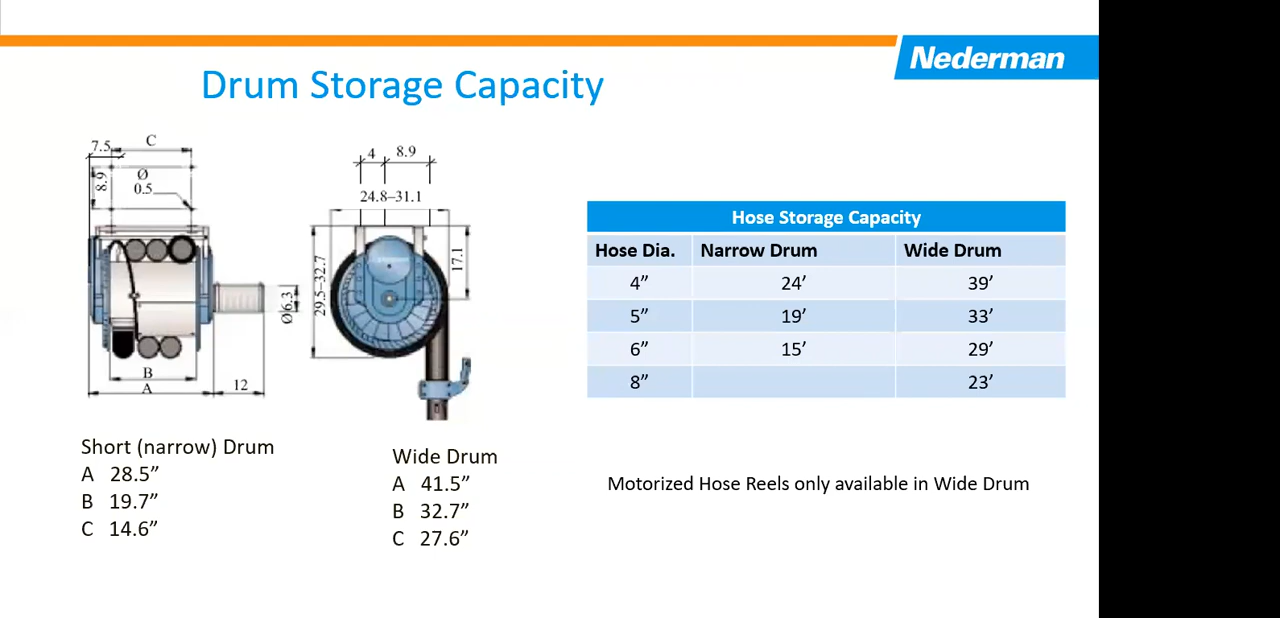 Nederman
Drum Storage Capacity
7.5
C
8.9
Ø
0.5
B
A
12
4
8.9
24.8–31.1
29.5–32.7
17.1
Ø6.3
Hose Storage Capacity
Hose Dia. Narrow Drum Wide Drum
4” 24’ 39’
5” 19’ 33’
6” 15’ 29’
8” 23’
Short (narrow) Drum
A 28.5”
B 19.7”
C 14.6”
Wide Drum
A 41.5”
B 32.7”
C 27.6”
Motorized Hose Reels only available in Wide Drum